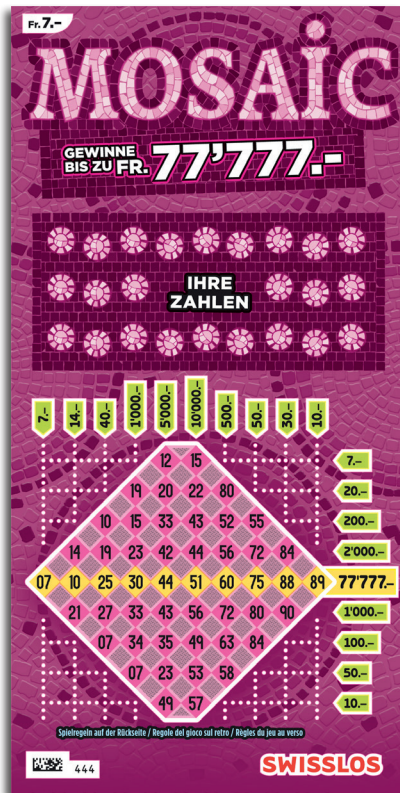 Fr. 7.–
MOSAIC
GEWINNE
BIS ZU FR. 77'777.–
IHRE
ZAHLEN
7.– 14.– 40.– 1'000.– 5'000.– 10'000.– 500.– 50.– 30.– 10.–
12 15 7.–
19 20 22 80 20.–
10 15 33 43 52 55 200.–
14 19 23 42 44 56 72 84 2'000.–
07 10 25 30 44 51 60 75 88 89 77'777.–
21 27 33 43 56 72 80 90 1'000.–
07 34 35 49 63 84 100.–
07 23 53 58 50.–
49 57 10.–
Spielregeln auf der Rückseite / Regole del gioco sul retro / Règles du jeu au verso
444
SWISSLOS